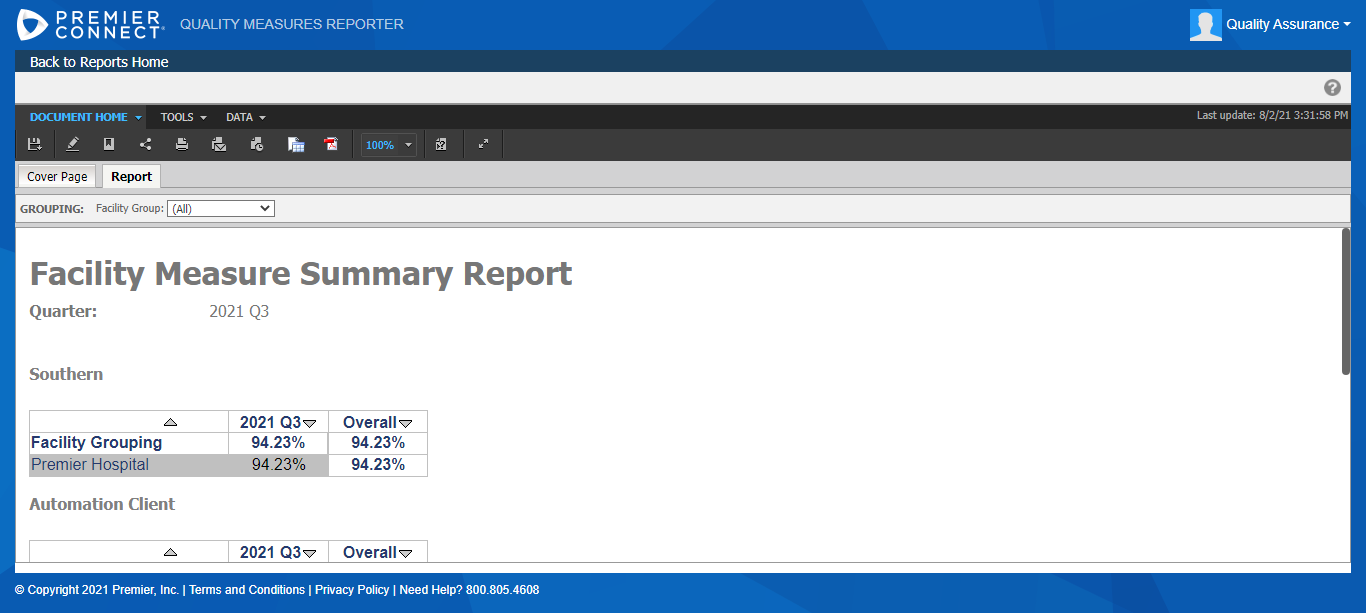 PREMIER
CONNECT
QUALITY MEASURES REPORTER
Quality Assurance
Back to Reports Home
?
DOCUMENT HOME TOOLS DATA Last update: 8/2/21 3:31:58 PM
100%
Cover Page Report
GROUPING: Facility Group: (All)
Facility Measure Summary Report
Quarter: 2021 Q3
Southern
2021 Q3 Overall
Facility Grouping 94.23% 94.23%
Premier Hospital 94.23% 94.23%
Automation Client
2021 Q3 Overall
© Copyright 2021 Premier, Inc. | Terms and Conditions | Privacy Policy | Need Help? 800.805.4608